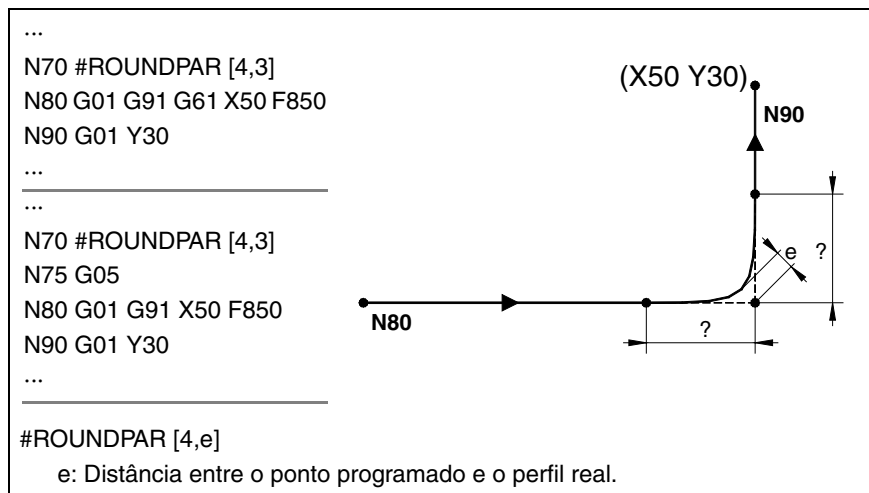 ...
N70 #ROUNDPAR [4,3]
N80 G01 G91 G61 X50 F850
N90 G01 Y30
...
...
N70 #ROUNDPAR [4,3]
N75 G05
N80 G01 G91 X50 F850
N90 G01 Y30
...
#ROUNDPAR [4,e]
e: Distância entre o ponto programado e o perfil real.
(X50 Y30)
N90
e
?
N80
?